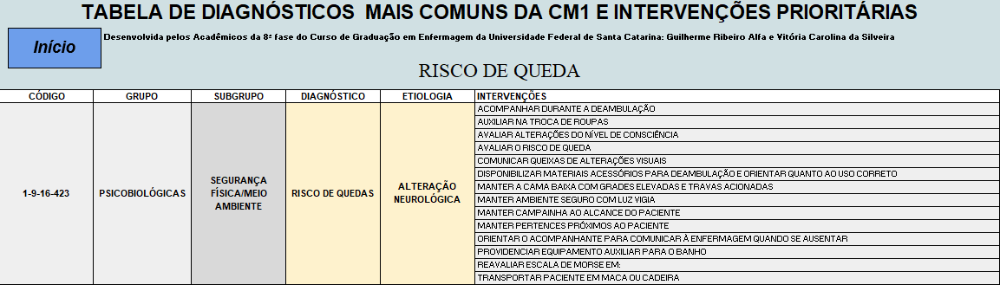 TABELA DE DIAGNÓSTICOS MAIS COMUNS DA CM1 E INTERVENÇÕES PRIORITÁRIAS
Início
Desenvolvida pelos Acadêmicos da 8ª fase do Curso de Graduação em Enfermagem da Universidade Federal de Santa Catarina: Guilherme Ribeiro Alfa e Vitória Carolina da Silveira
RISCO DE QUEDA
CÓDIGO GRUPO SUBGRUPO DIAGNÓSTICO ETIOLOGIA INTERVENÇÕES
1-9-16-423
PSICOBIOLÓGICAS
SEGURANÇA
FÍSICA/MEIO
AMBIENTE
RISCO DE QUEDAS
ALTERAÇÃO
NEUROLÓGICA
ACOMPANHAR DURANTE A DEAMBULAÇÃO
AUXILIAR NA TROCA DE ROUPAS
AVALIAR ALTERAÇÕES DO NÍVEL DE CONSCIÊNCIA
AVALIAR O RISCO DE QUEDA
COMUNICAR QUEIXAS DE ALTERAÇÕES VISUAIS
DISPONIBILIZAR MATERIAIS ACESSÓRIOS PARA DEAMBULAÇÃO E ORIENTAR QUANTO AO USO CORRETO
MANTER A CAMA BAIXA COM GRADES ELEVADAS E TRAVAS ACIONADAS
MANTER AMBIENTE SEGURO COM LUZ VIGIA
MANTER CAMPAINHA AO ALCANCE DO PACIENTE
MANTER PERTENCES PRÓXIMOS AO PACIENTE
ORIENTAR O ACOMPANHANTE PARA COMUNICAR À ENFERMAGEM QUANDO SE AUSENTAR
PROVIDENCIAR EQUIPAMENTO AUXILIAR PARA O BANHO
REAVALIAR ESCALA DE MORSE EM:
TRANSPORTAR PACIENTE EM MACA OU CADEIRA